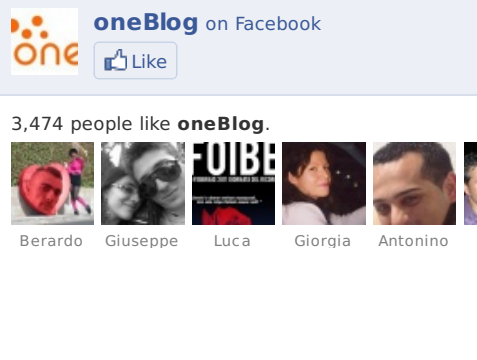 one
oneBlog on Facebook
Like
3,474 people like oneBlog.
FOIBE
Berardo Giuseppe Luca Giorgia Antonino